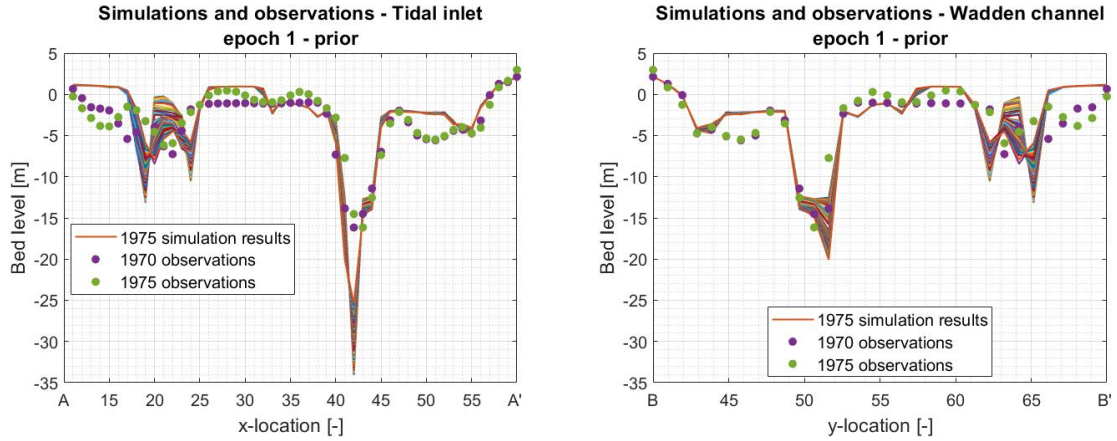 Simulations and observations - Tidal inlet
epoch 1 - prior
5
0
-5
-10
-15
-20
-25
-30
-35
Bed level [m]
1975 simulation results
1970 observations
1975 observations
A 15 20 25 30 35 40 45 50 55 A'
x-location [-]
Simulations and observations - Wadden channel
epoch 1 - prior
5
0
-5
-10
-15
-20
-25
-30
-35
Bed level [m]
1975 simulation results
1970 observations
1975 observations
B 45 50 55 60 65 B'
y-location [-]